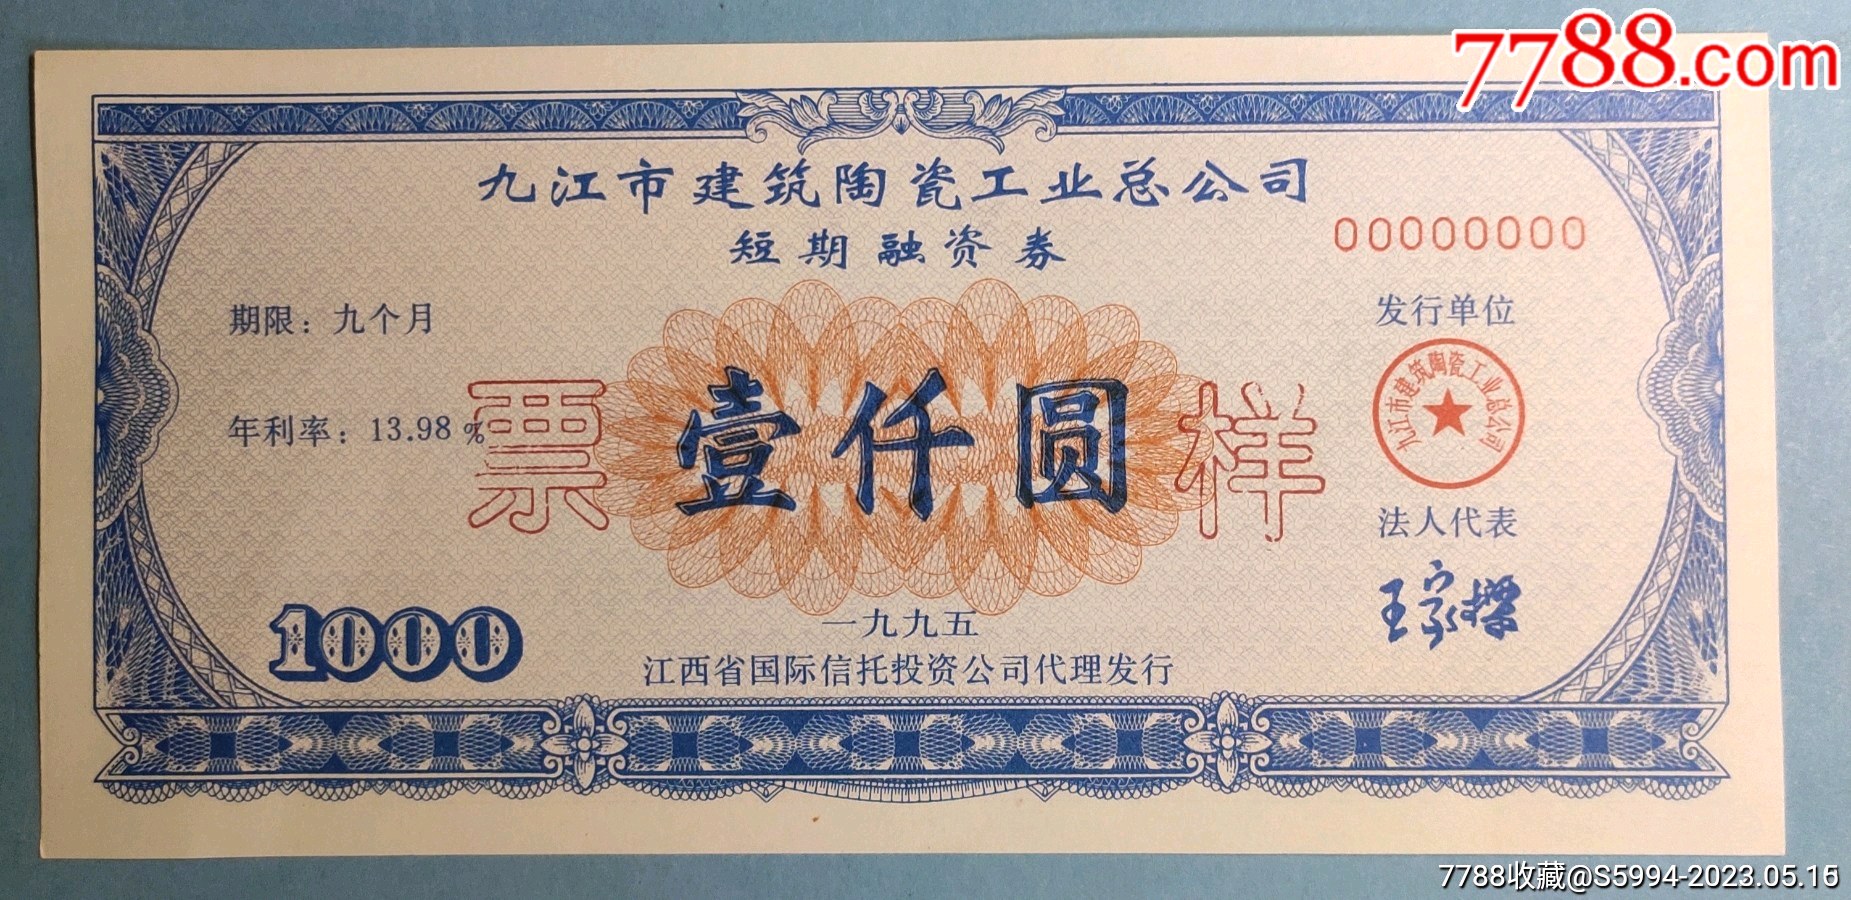 7788.com
九江市建筑陶瓷工业总公司
短期融资券
00000000
期限：九个月
发行单位
年利率：13.98%
票样
壹仟圆
九江市建筑陶瓷工业总公司
法人代表
1000
一九九五
江西省国际信托投资公司代理发行
7788收藏@S5994-2023.05.16